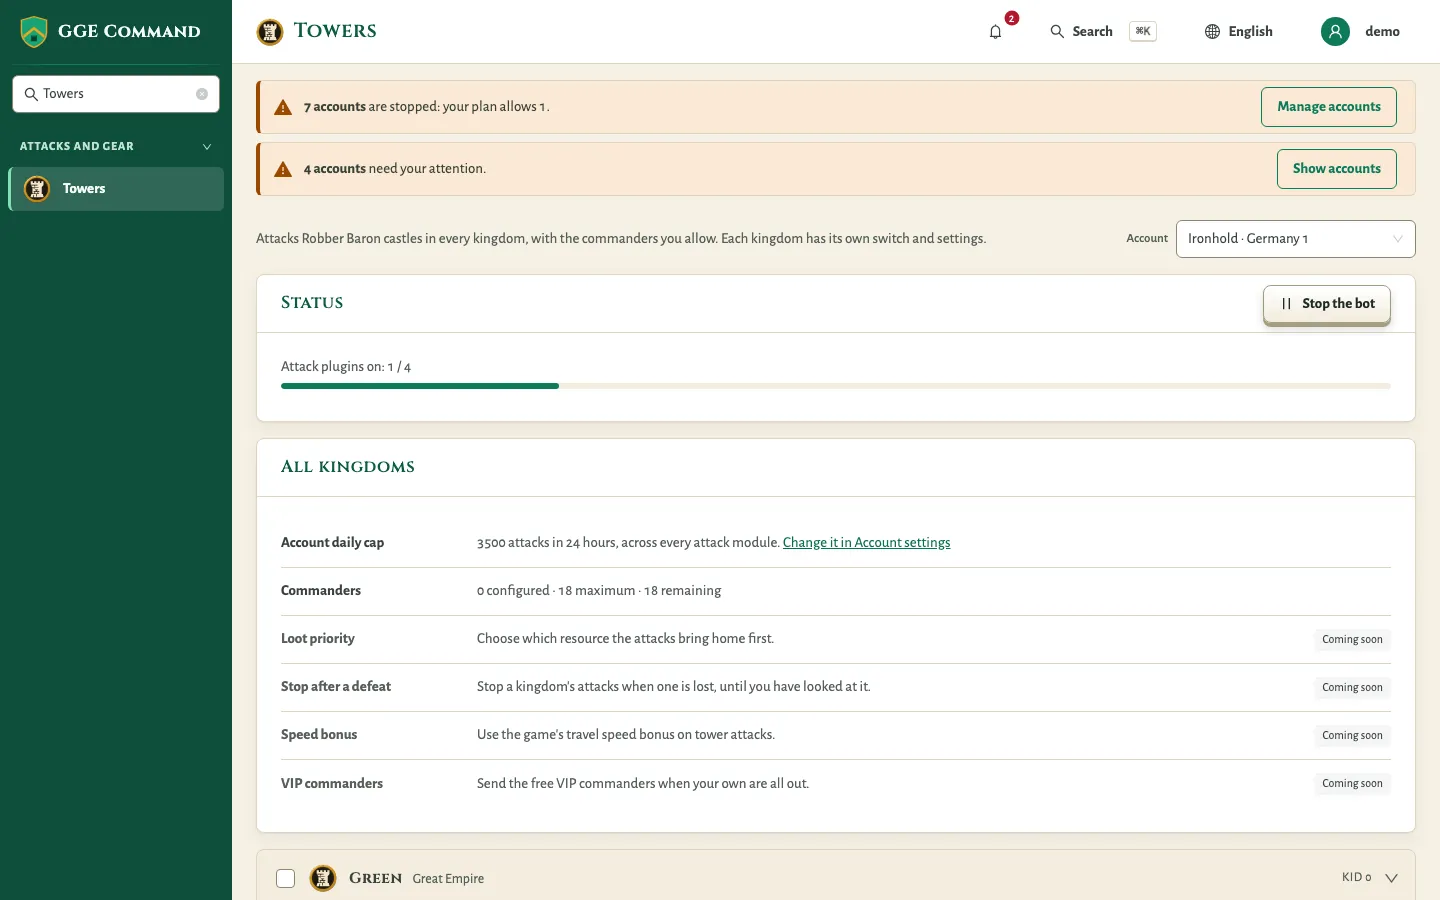 GGE Command
Towers
2
Search
⌘K
English
demo
Towers
ATTACKS AND GEAR
Towers
7 accounts are stopped: your plan allows 1.
Manage accounts
4 accounts need your attention.
Show accounts
Attacks Robber Baron castles in every kingdom, with the commanders you allow. Each kingdom has its own switch and settings.
Account
Ironhold · Germany 1
Status
Stop the bot
Attack plugins on: 1 / 4
All kingdoms
Account daily cap
3500 attacks in 24 hours, across every attack module. Change it in Account settings
Commanders
0 configured · 18 maximum · 18 remaining
Loot priority
Choose which resource the attacks bring home first.
Coming soon
Stop after a defeat
Stop a kingdom's attacks when one is lost, until you have looked at it.
Coming soon
Speed bonus
Use the game's travel speed bonus on tower attacks.
Coming soon
VIP commanders
Send the free VIP commanders when your own are all out.
Coming soon
Green
Great Empire
KID 0